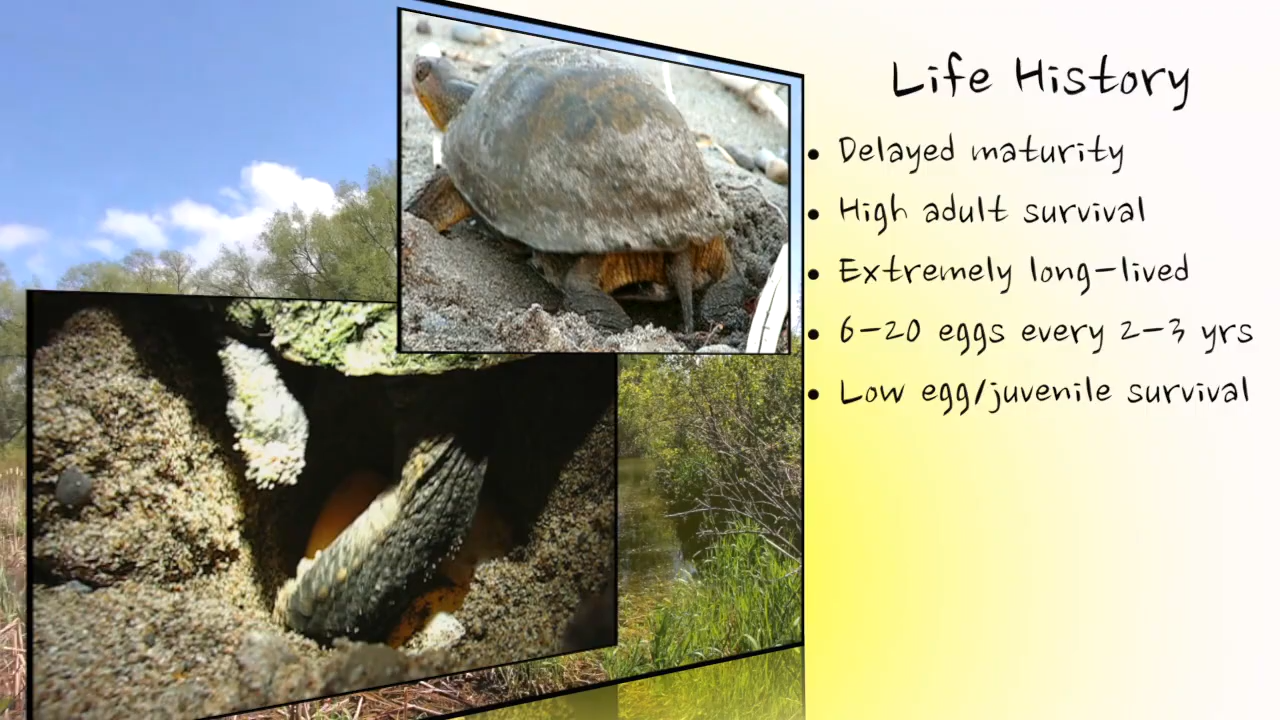 Life History
• Delayed maturity
• High adult survival
• Extremely long-lived
• 6-20 eggs every 2-3 yrs
• Low egg/juvenile survival